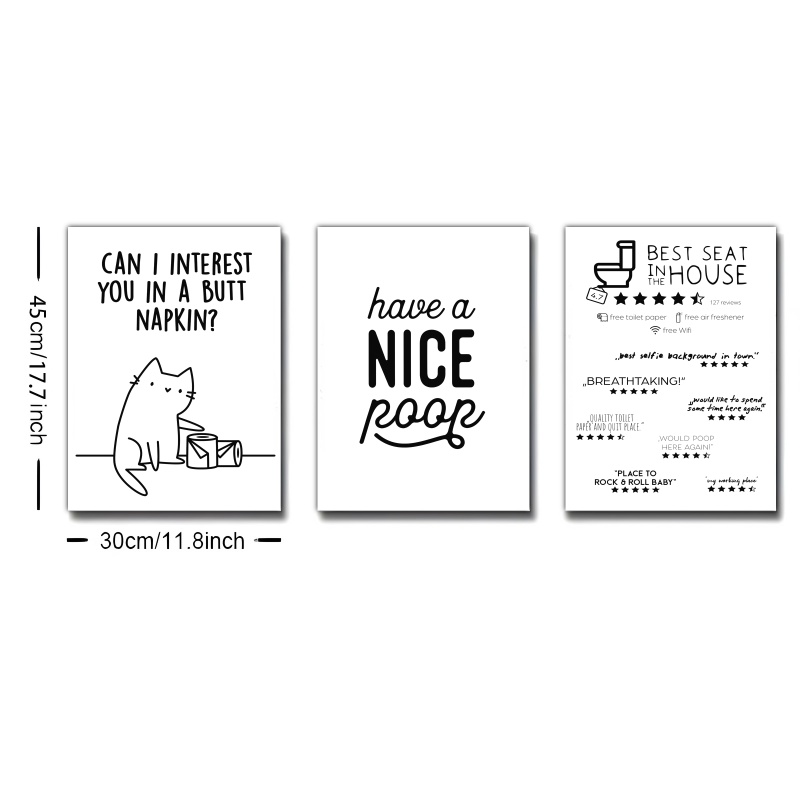 CAN I INTEREST
YOU IN A BUTT
NAPKIN?
45cm/17.7 inch
30cm/11.8inch
have a
NICE
poop
BEST SEAT
IN THE HOUSE
4.7
127 reviews
free toilet paper
free air freshener
free Wifi
„best selfie background in town."
„BREATHTAKING!"
„would like to spend
some time here again."
„QUALITY TOILET
PAPER AND QUIT PLACE."
„WOULD POOP
HERE AGAIN!"
"PLACE TO
ROCK & ROLL BABY"
"my working place"